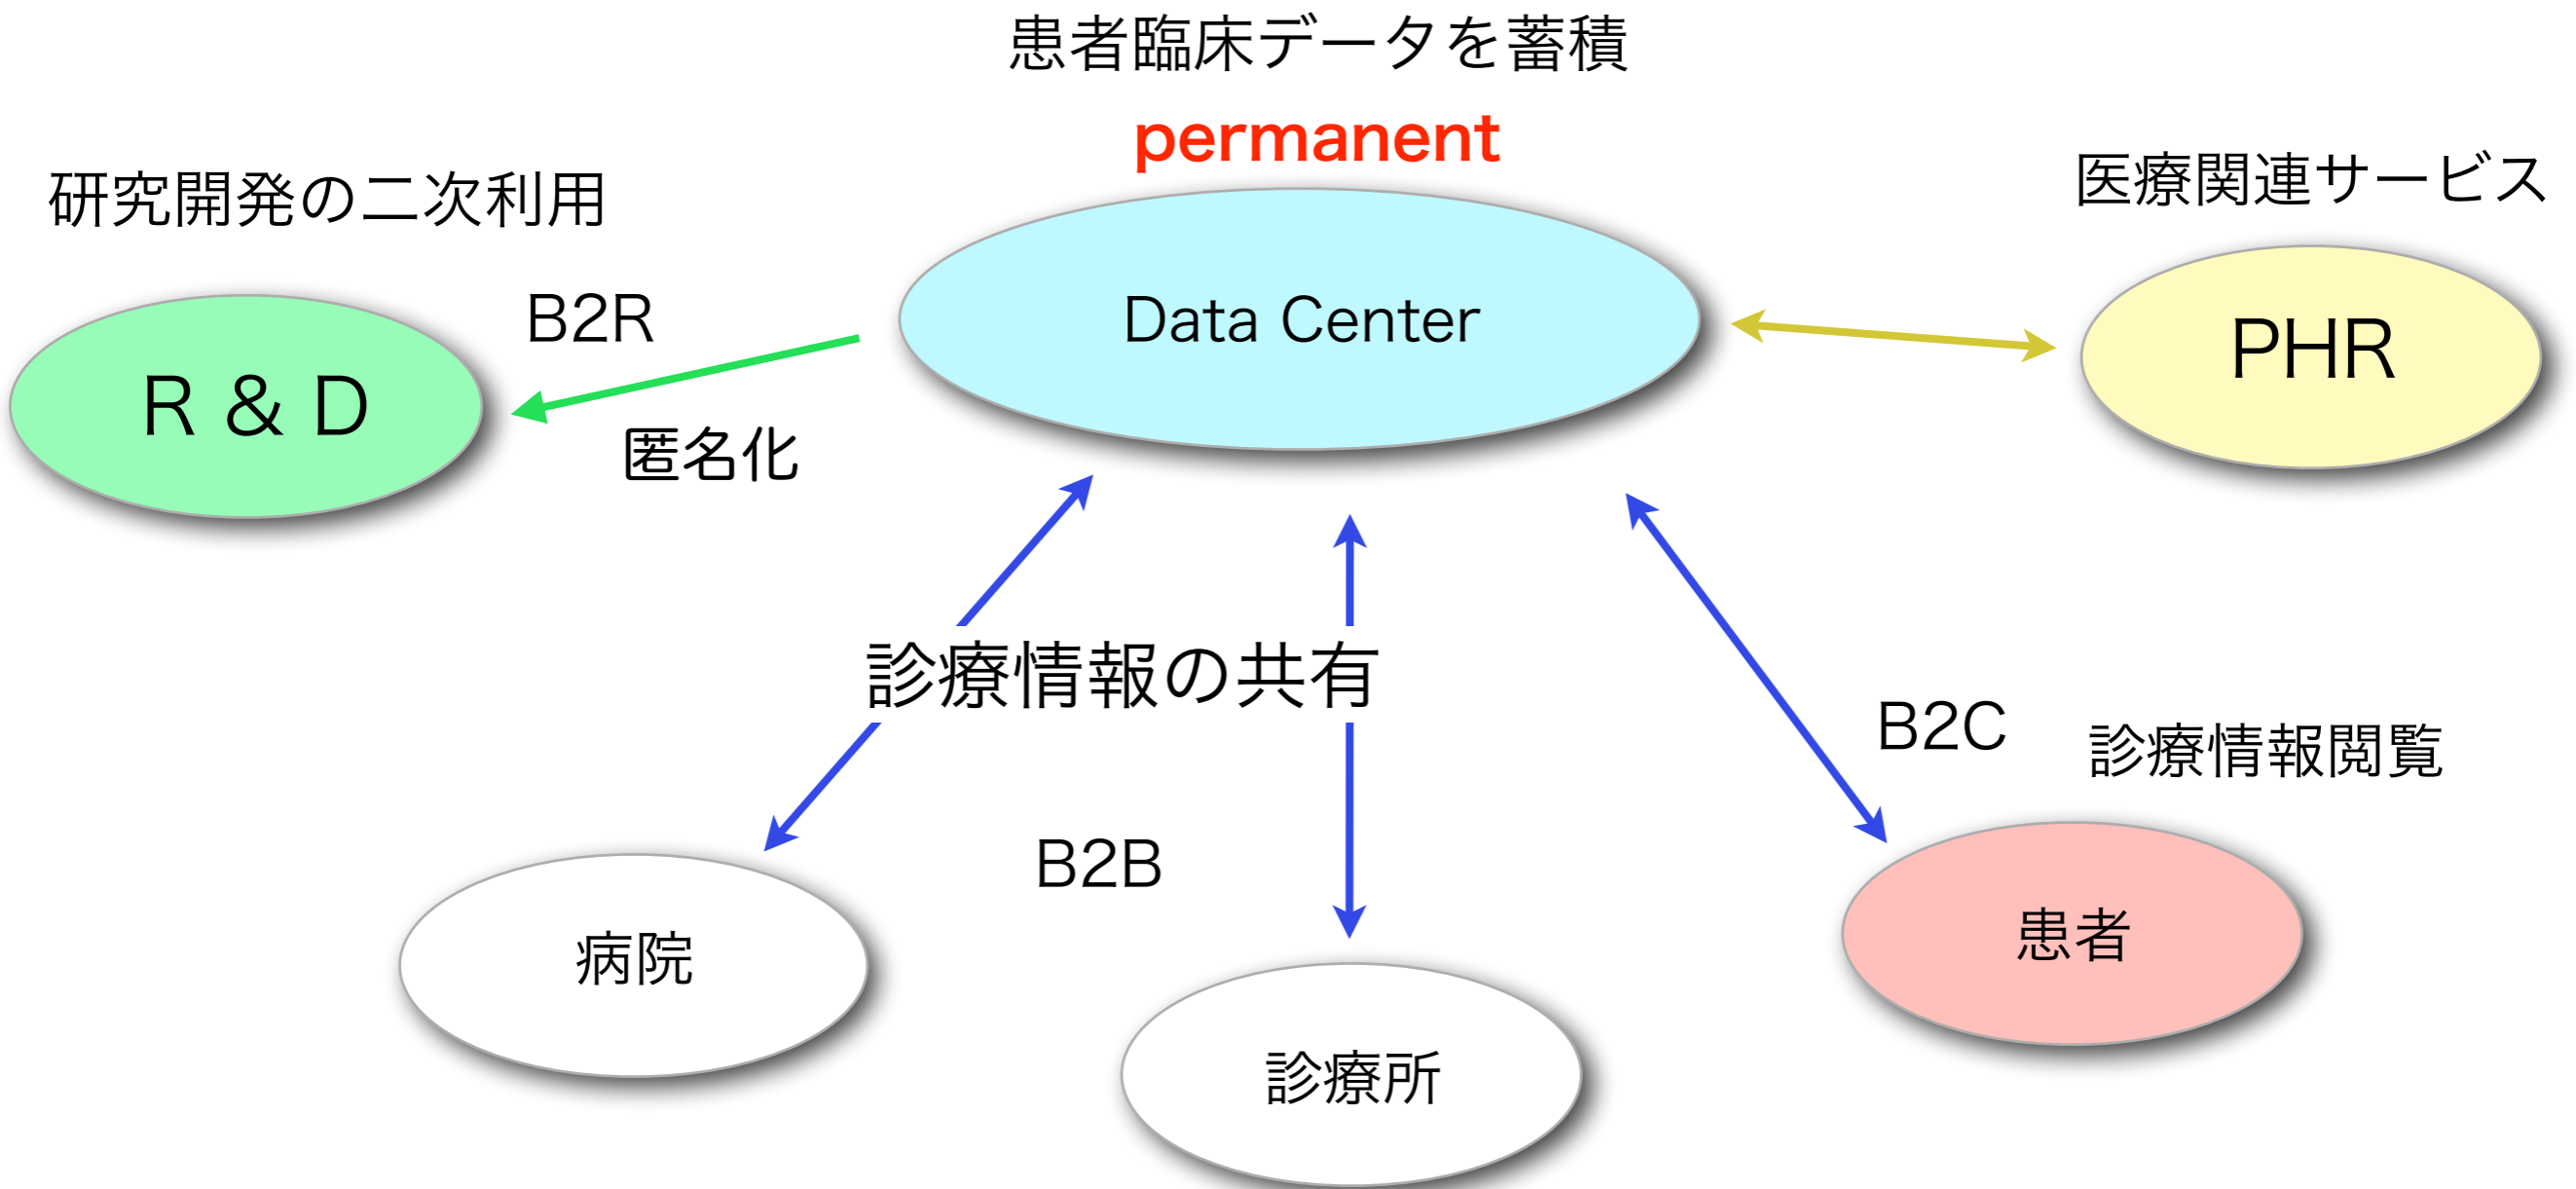 患者臨床データを蓄積
permanent
研究開発の二次利用
医療関連サービス
B2R
Data Center
PHR
R & D
匿名化
診療情報の共有
B2C
診療情報閲覧
B2B
病院
患者
診療所